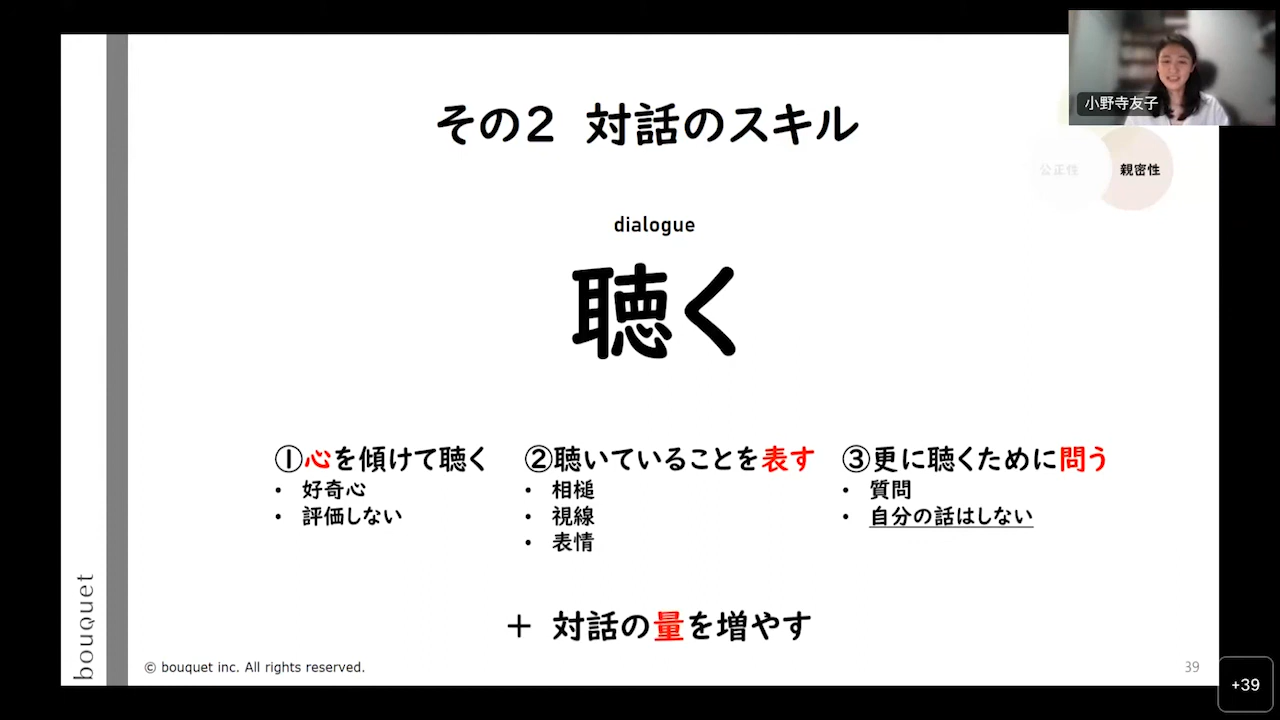 その2 対話のスキル
小野寺友子
公正性
親密性
dialogue
聴く
①心を傾けて聴く
• 好奇心
• 評価しない
②聴いていることを表す
• 相槌
• 視線
• 表情
③更に聴くために問う
• 質問
• 自分の話はしない
＋ 対話の量を増やす
bouquet
© bouquet inc. All rights reserved.
39
+39